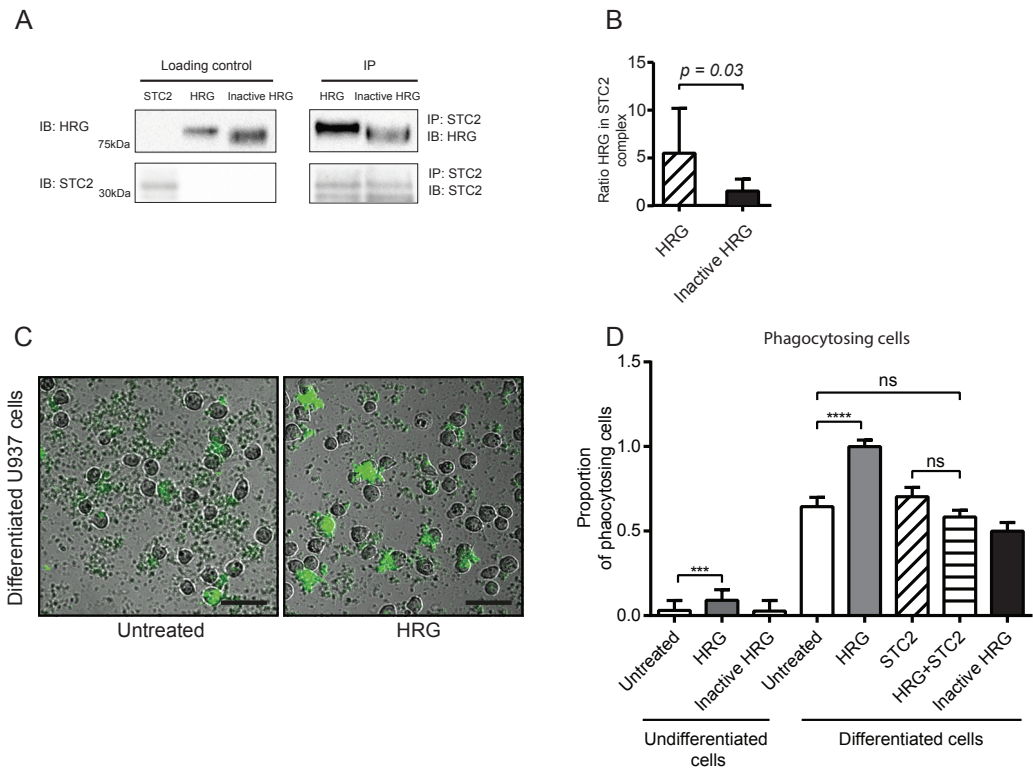 A
Loading control
IP
STC2 HRG Inactive HRG
HRG Inactive HRG
IB: HRG
75kDa
IP: STC2
IB: HRG
IB: STC2
30kDa
IP: STC2
IB: STC2
B
Ratio HRG in STC2
complex
15
10
5
0
p = 0.03
HRG
Inactive HRG
C
Differentiated U937 cells
Untreated
HRG
D
Phagocytosing cells
Proportion
of phaocytosing cells
1.5
1.0
0.5
0.0
***
****
ns
ns
Untreated
HRG
Inactive HRG
Untreated
HRG
STC2
HRG+STC2
Inactive HRG
Undifferentiated
cells
Differentiated cells